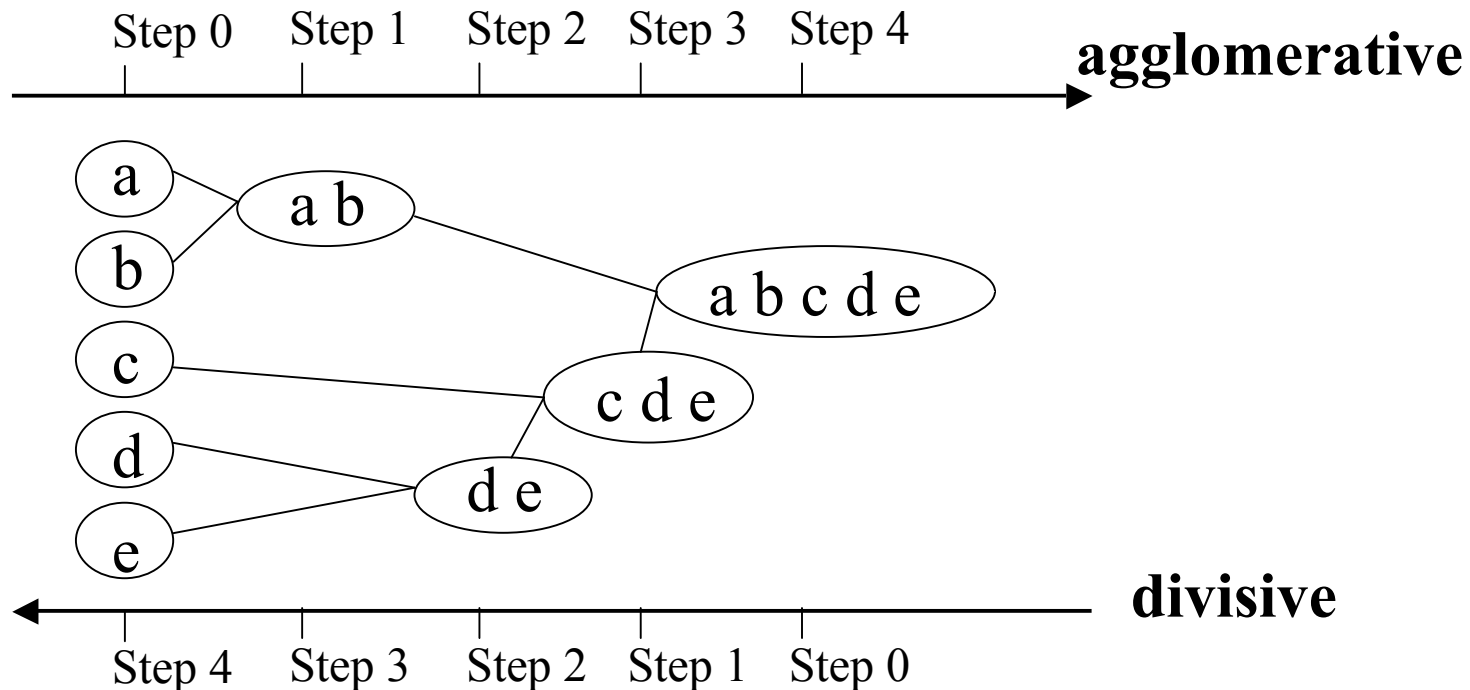 Step 0 Step 1 Step 2 Step 3 Step 4
agglomerative
a
a b
b
a b c d e
c
c d e
d
d e
e
divisive
Step 4 Step 3 Step 2 Step 1 Step 0